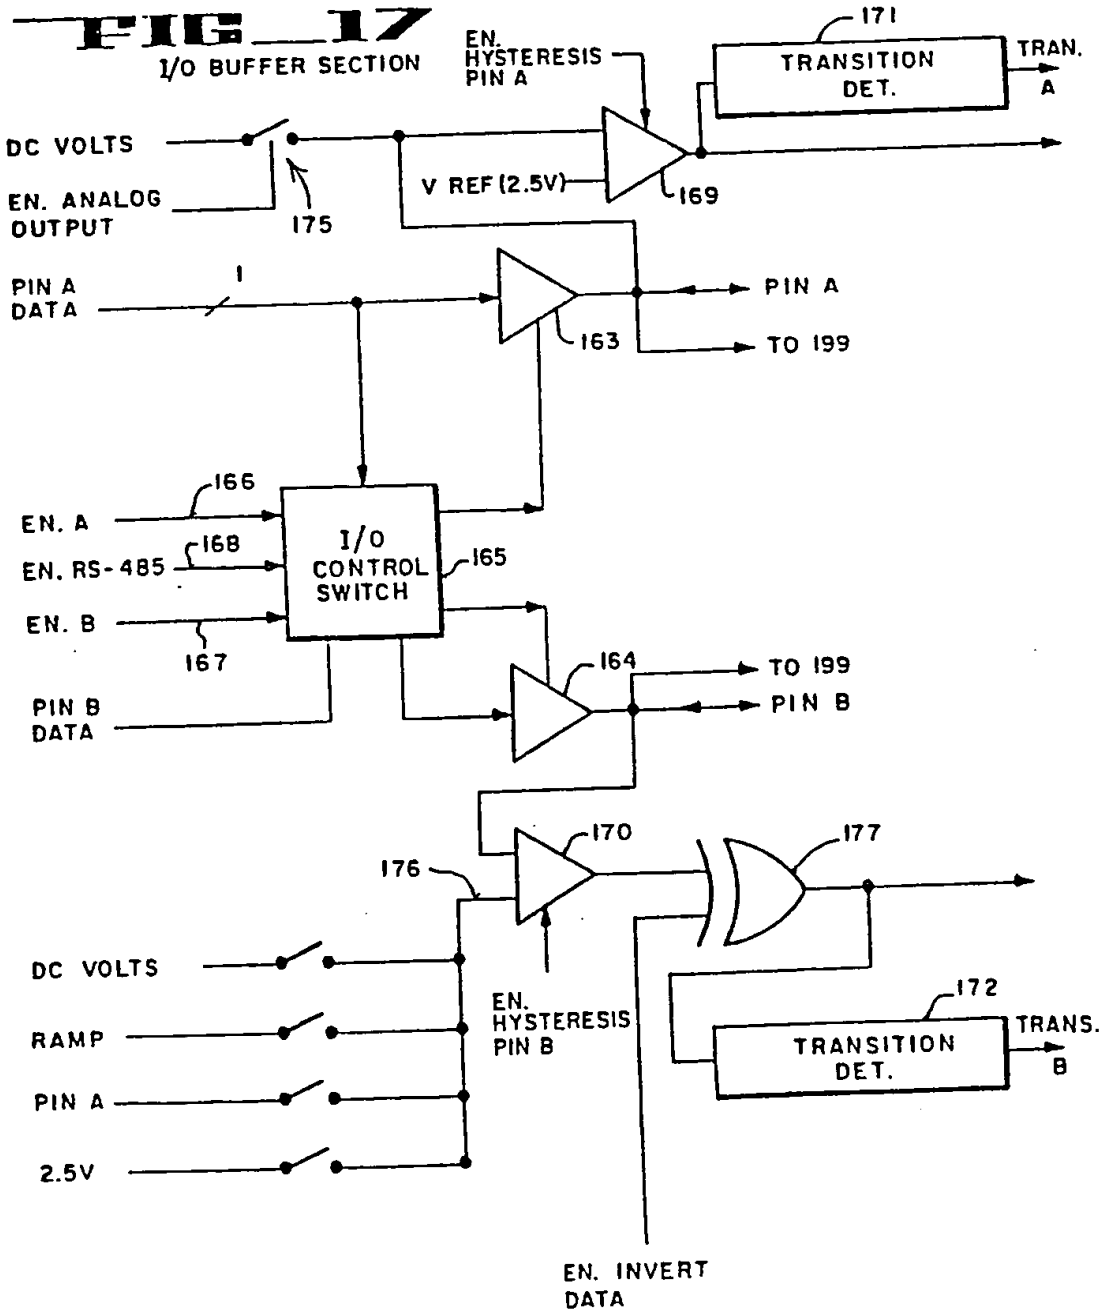 FIG_17
I/O BUFFER SECTION
EN.
HYSTERESIS
PIN A
171
TRANSITION
DET.
TRAN.
A
DC VOLTS
EN. ANALOG
OUTPUT
175
V REF (2.5V)
169
PIN A
DATA
1
163
PIN A
TO 199
EN. A
166
EN. RS-485
168
EN. B
167
I/O
CONTROL
SWITCH
165
PIN B
DATA
164
TO 199
PIN B
170
176
177
DC VOLTS
RAMP
PIN A
2.5V
EN.
HYSTERESIS
PIN B
172
TRANSITION
DET.
TRANS.
B
EN. INVERT
DATA